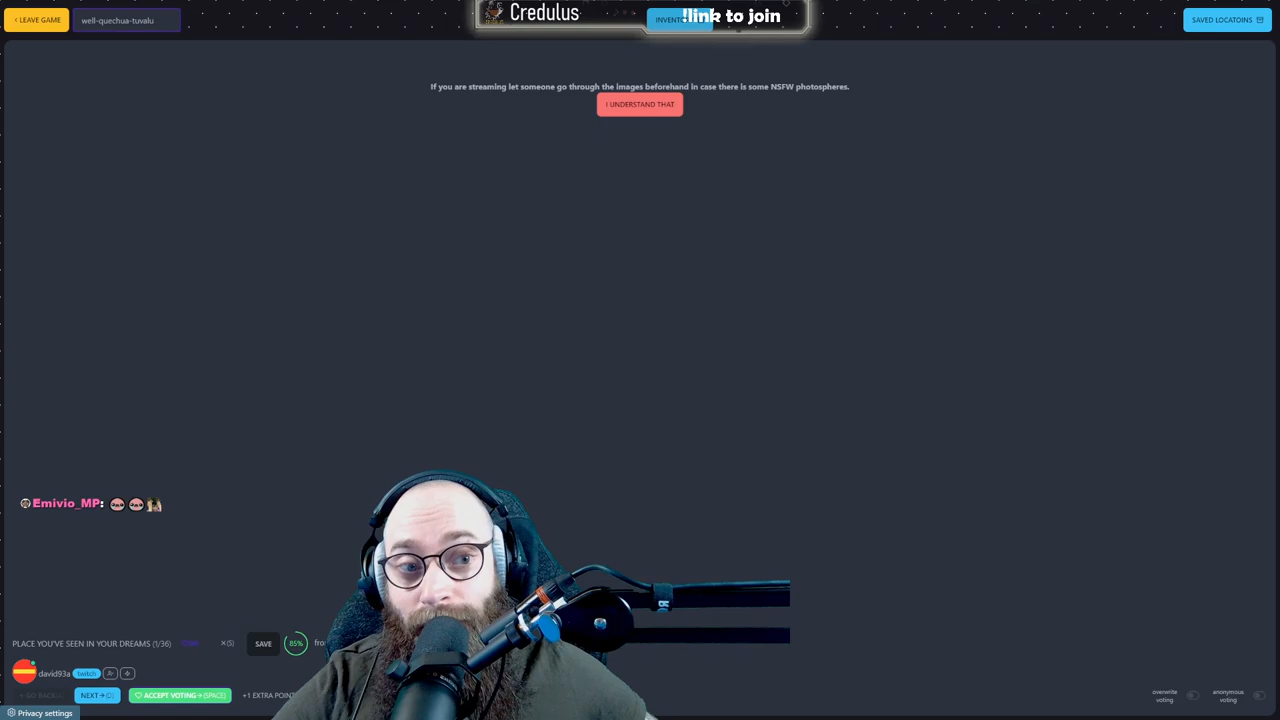 < LEAVE GAME
well-quechua-tuvalu
Credulus
!link to join
SAVED LOCATOINS
If you are streaming let someone go through the images beforehand in case there is some NSFW photospheres.
I UNDERSTAND THAT
Emivio_MP:
PLACE YOU'VE SEEN IN YOUR DREAMS (1/36)
×(S)
SAVE
85%
fro
david93a
twitch
NEXT→
ACCEPT VOTING→(SPACE)
+1 EXTRA POINT
overwrite voting
anonymous voting
Privacy settings